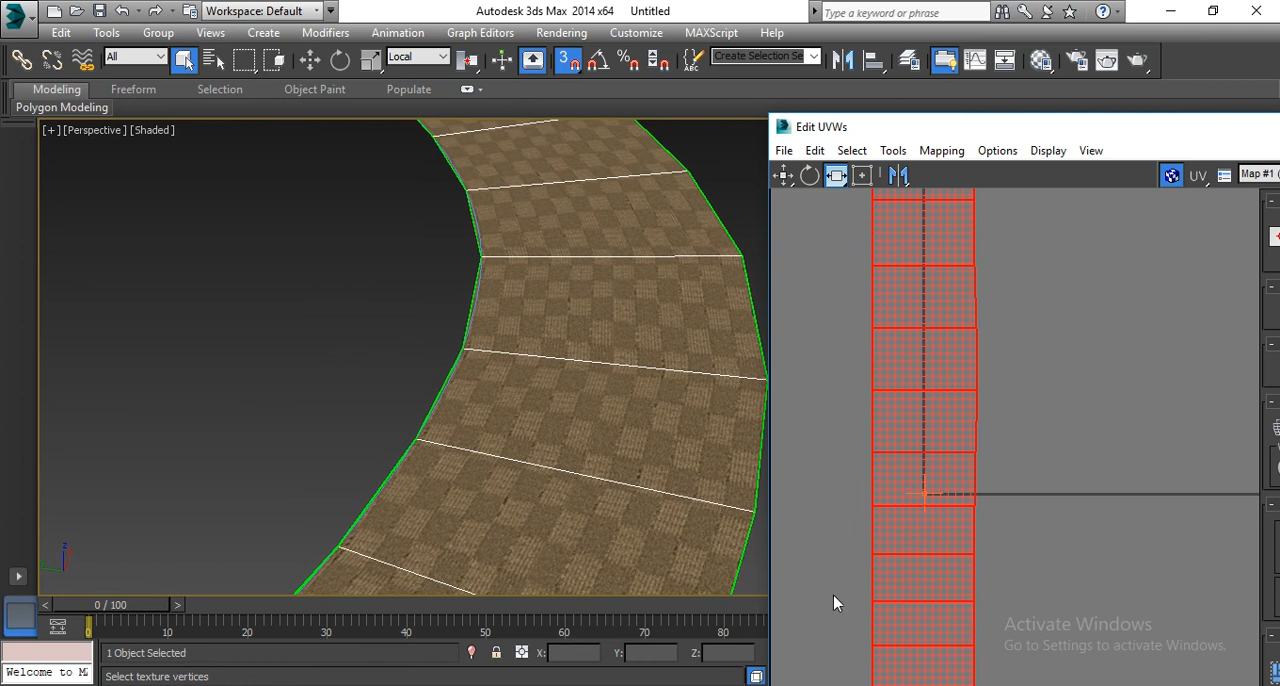 Workspace: Default
Autodesk 3ds Max 2014 x64 Untitled
Type a keyword or phrase
Edit Tools Group Views Create Modifiers Animation Graph Editors Rendering Customize MAXScript Help
All Local 3 % ABC Create Selection Se
Modeling Freeform Selection Object Paint Populate
Polygon Modeling
[+][Perspective][Shaded]
Edit UVWs
File Edit Select Tools Mapping Options Display View
UV Map #1 (
z
< 0 / 100 >
0 10 20 30 40 50 60 70 80
1 Object Selected X: Y: Z:
Welcome to M
Select texture vertices
Activate Windows
Go to Settings to activate Windows.